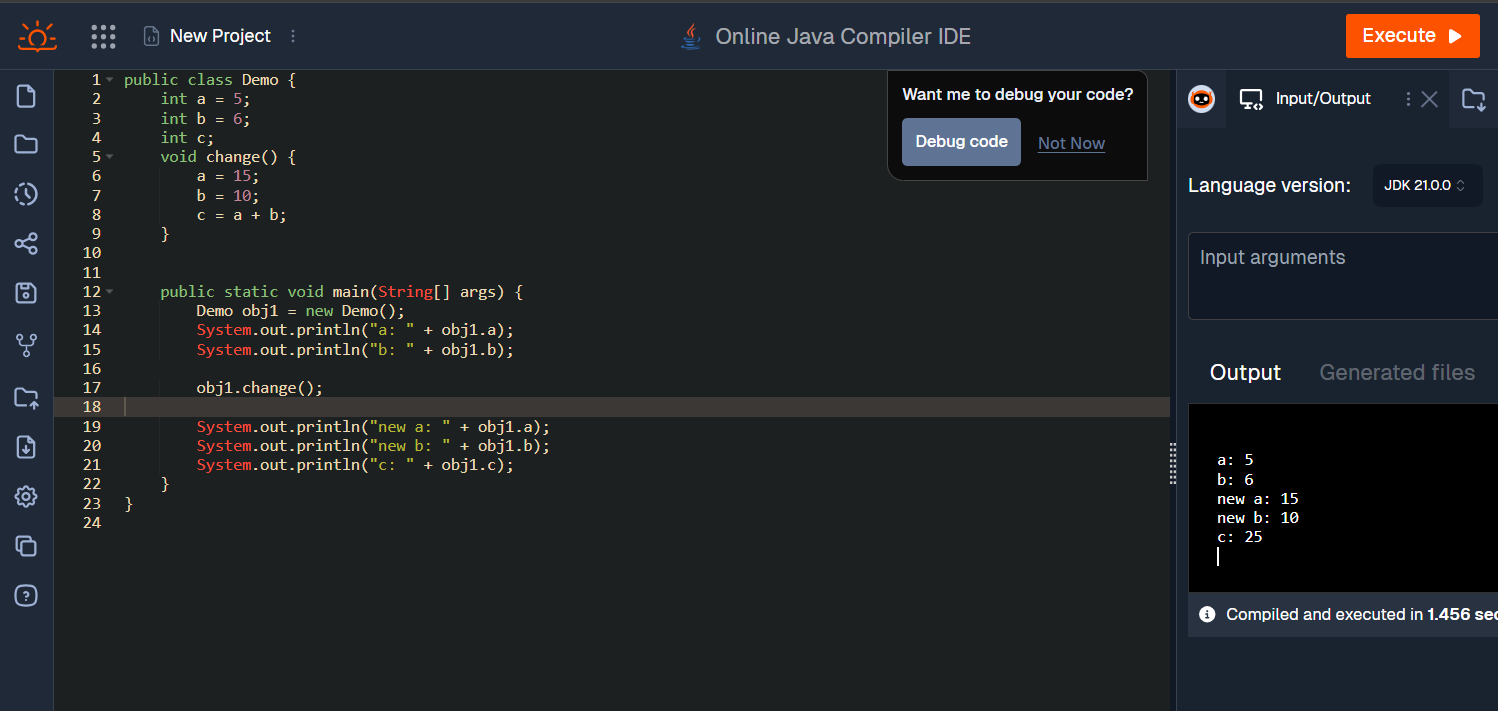 New Project
Online Java Compiler IDE
Execute
1 public class Demo {
2 int a = 5;
3 int b = 6;
4 int c;
5 void change() {
6 a = 15;
7 b = 10;
8 c = a + b;
9 }
10
11
12 public static void main(String[] args) {
13 Demo obj1 = new Demo();
14 System.out.println("a: " + obj1.a);
15 System.out.println("b: " + obj1.b);
16
17 obj1.change();
18
19 System.out.println("new a: " + obj1.a);
20 System.out.println("new b: " + obj1.b);
21 System.out.println("c: " + obj1.c);
22 }
23 }
24
Want me to debug your code?
Debug code
Not Now
Input/Output
Language version:
JDK 21.0.0
Input arguments
Output
Generated files
a: 5
b: 6
new a: 15
new b: 10
c: 25
Compiled and executed in 1.456 sec